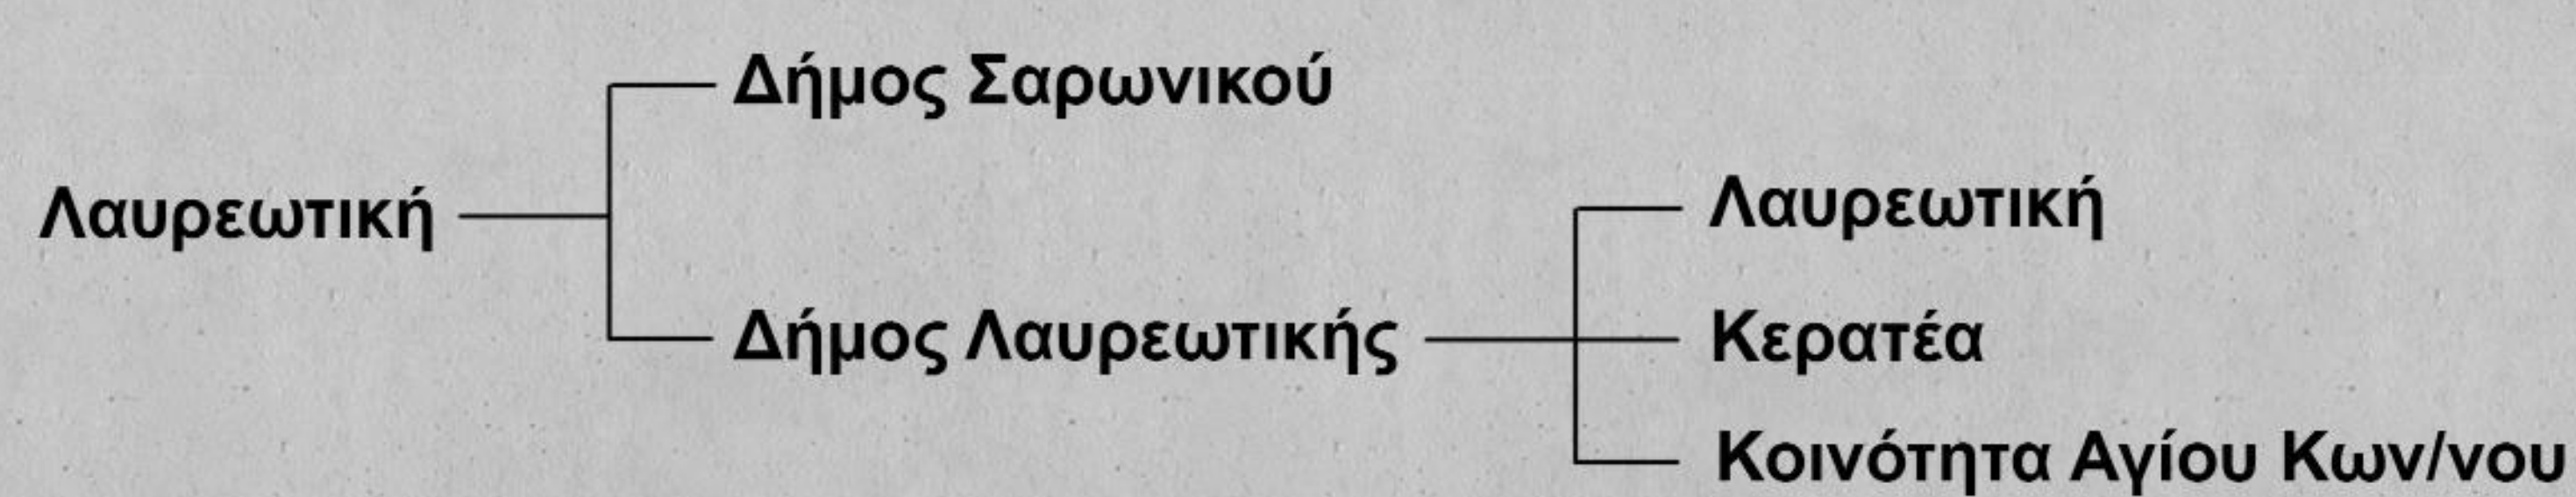 Δήμος Σαρωνικού
Λαυρεωτική
Λαυρεωτική
Δήμος Λαυρεωτικής
Κερατέα
Κοινότητα Αγίου Κων/νου